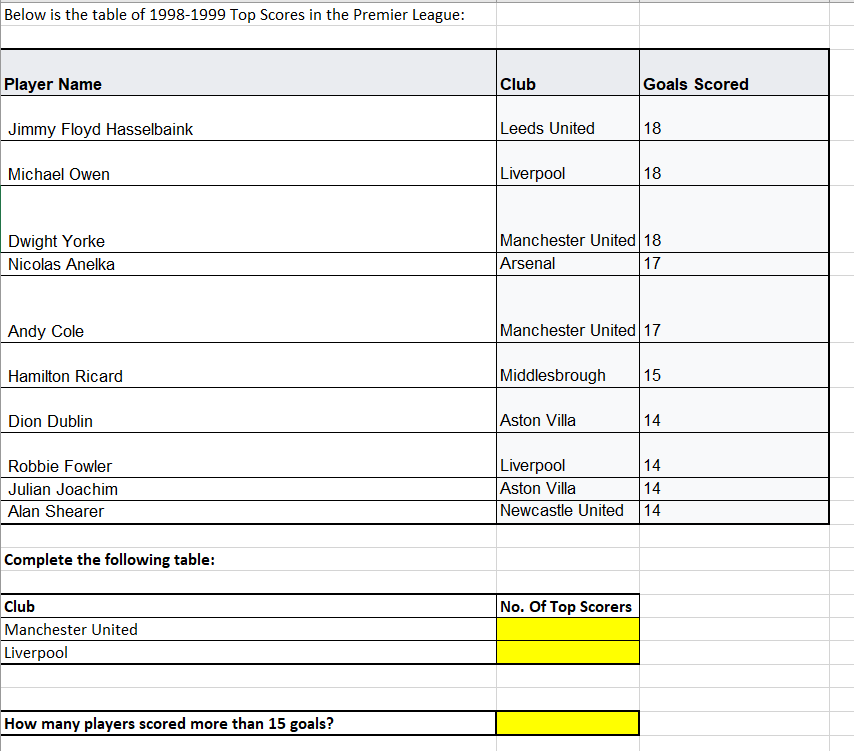 Below is the table of 1998-1999 Top Scores in the Premier League:
Player Name Club Goals Scored
Jimmy Floyd Hasselbaink Leeds United 18
Michael Owen Liverpool 18
Dwight Yorke Manchester United 18
Nicolas Anelka Arsenal 17
Andy Cole Manchester United 17
Hamilton Ricard Middlesbrough 15
Dion Dublin Aston Villa 14
Robbie Fowler Liverpool 14
Julian Joachim Aston Villa 14
Alan Shearer Newcastle United 14
Complete the following table:
Club No. Of Top Scorers
Manchester United
Liverpool
How many players scored more than 15 goals?